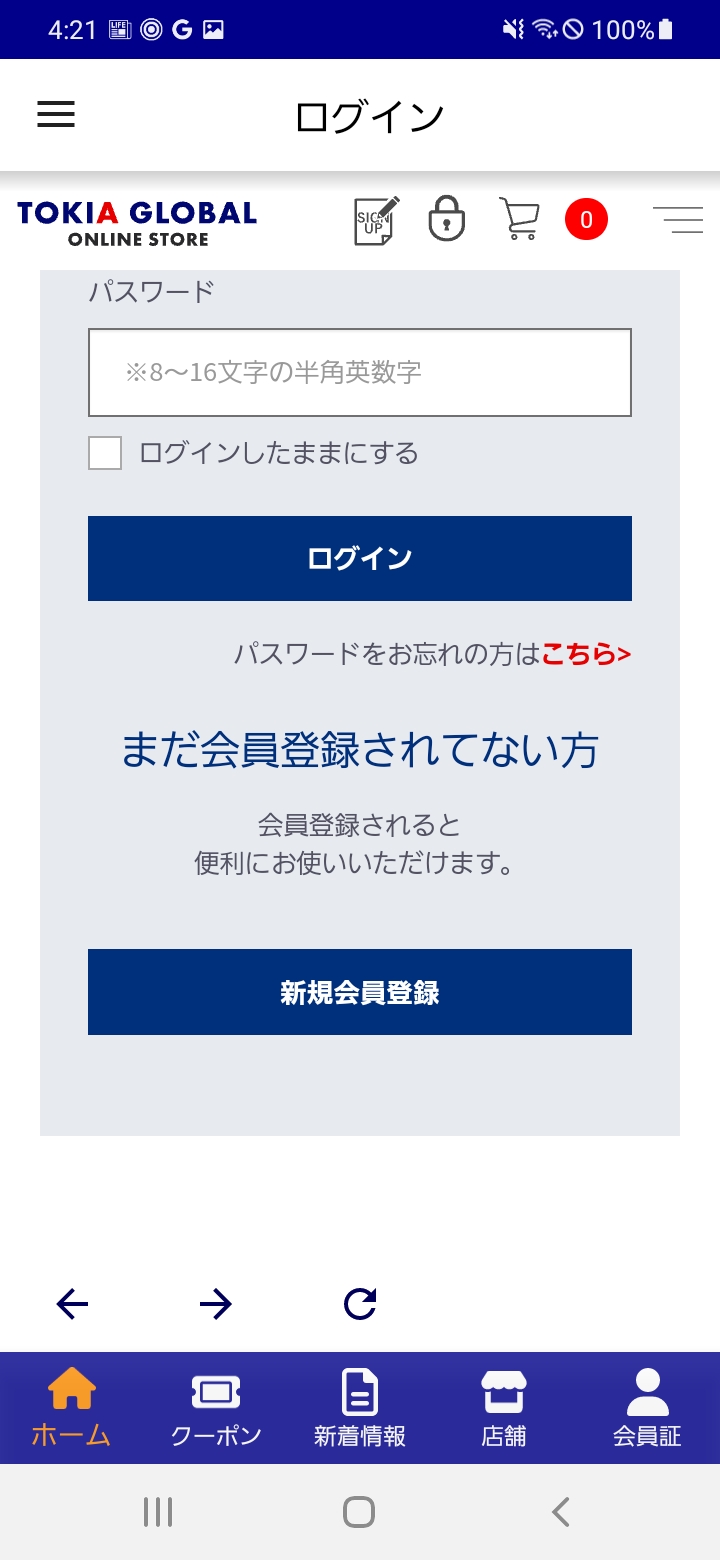 4:21
LIFE
G
100%
ログイン
TOKIA GLOBAL
ONLINE STORE
SIGN
UP
0
パスワード
※8～16文字の半角英数字
ログインしたままにする
ログイン
パスワードをお忘れの方はこちら>
まだ会員登録されてない方
会員登録されると
便利にお使いいただけます。
新規会員登録
ホーム
クーポン
新着情報
店舗
会員証